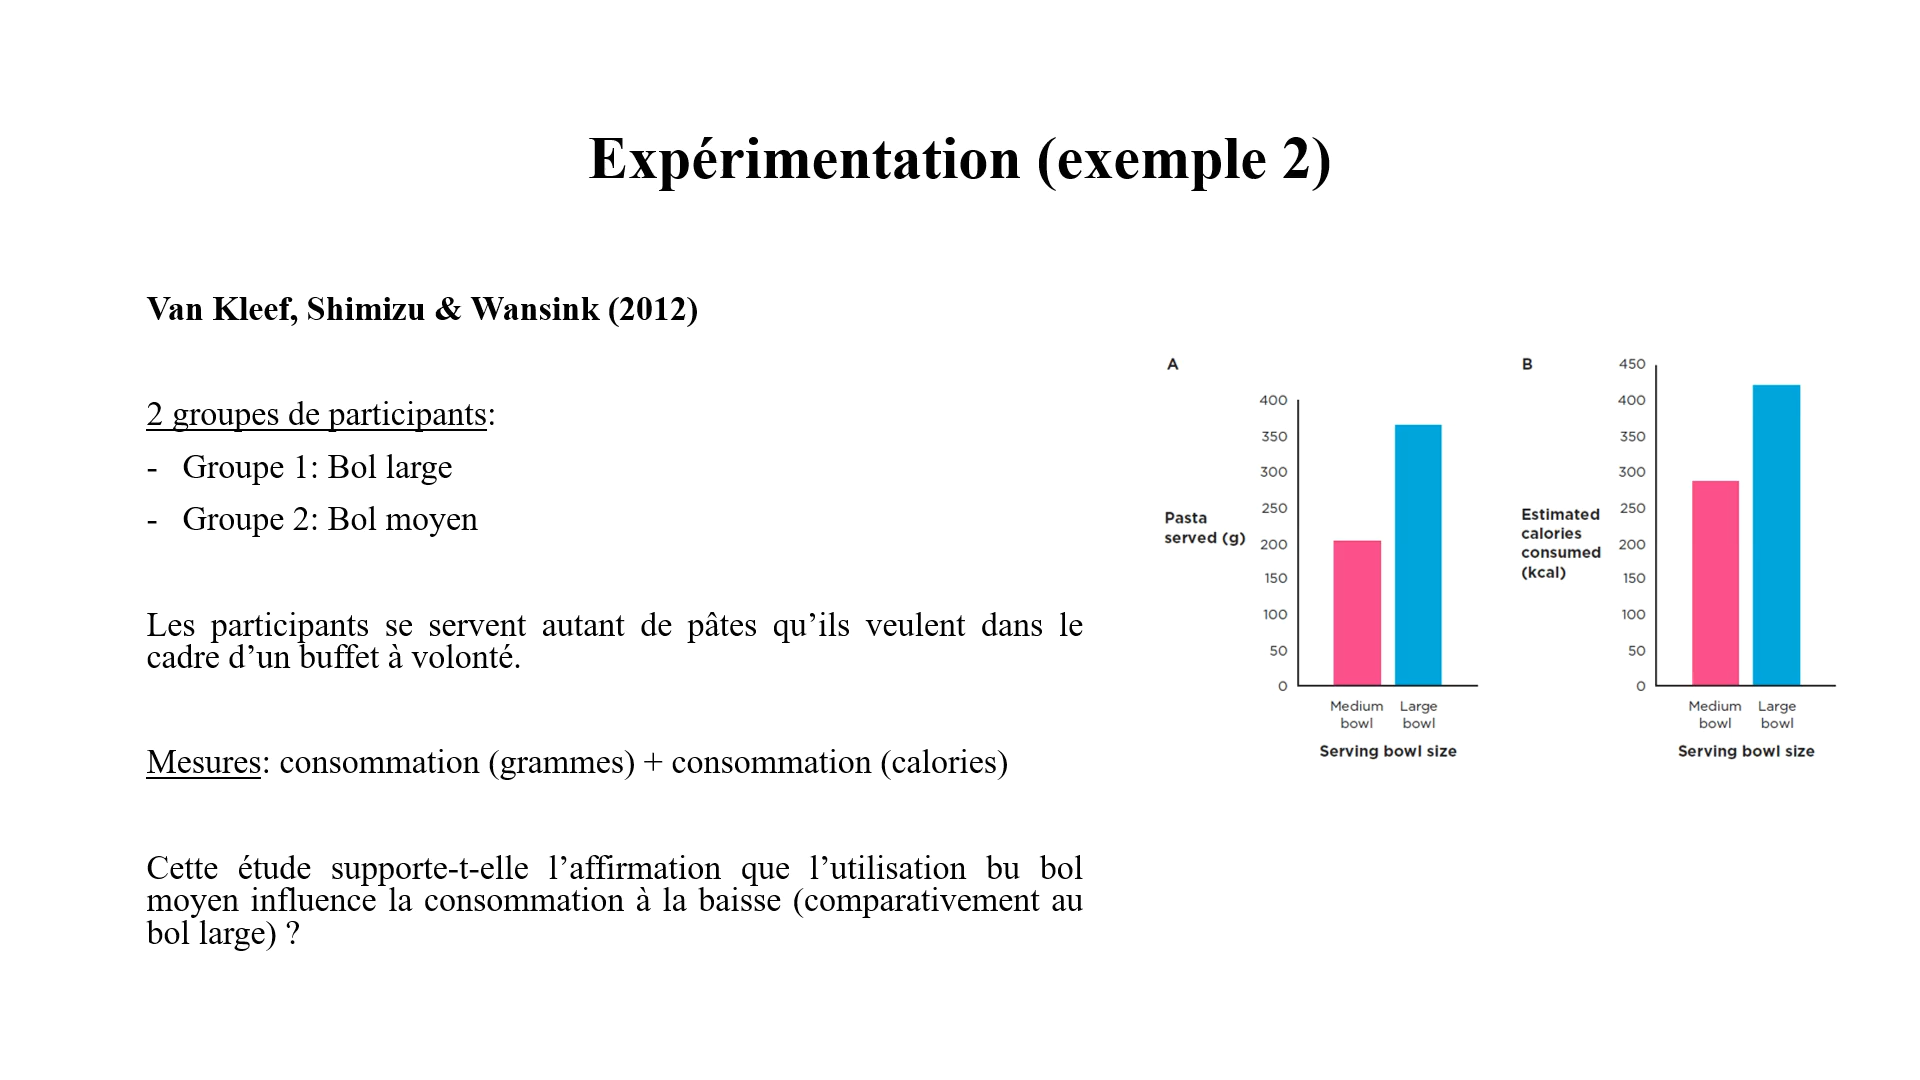 Expérimentation (exemple 2)
Van Kleef, Shimizu & Wansink (2012)
2 groupes de participants:
- Groupe 1: Bol large
- Groupe 2: Bol moyen
Les participants se servent autant de pâtes qu’ils veulent dans le
cadre d’un buffet à volonté.
Mesures: consommation (grammes) + consommation (calories)
Cette étude supporte-t-elle l’affirmation que l’utilisation bu bol
moyen influence la consommation à la baisse (comparativement au
bol large) ?
A
Pasta
served (g)
400
350
300
250
200
150
100
50
0
Medium bowl
Large bowl
Serving bowl size
B
Estimated
calories
consumed
(kcal)
450
400
350
300
250
200
150
100
50
0
Medium bowl
Large bowl
Serving bowl size